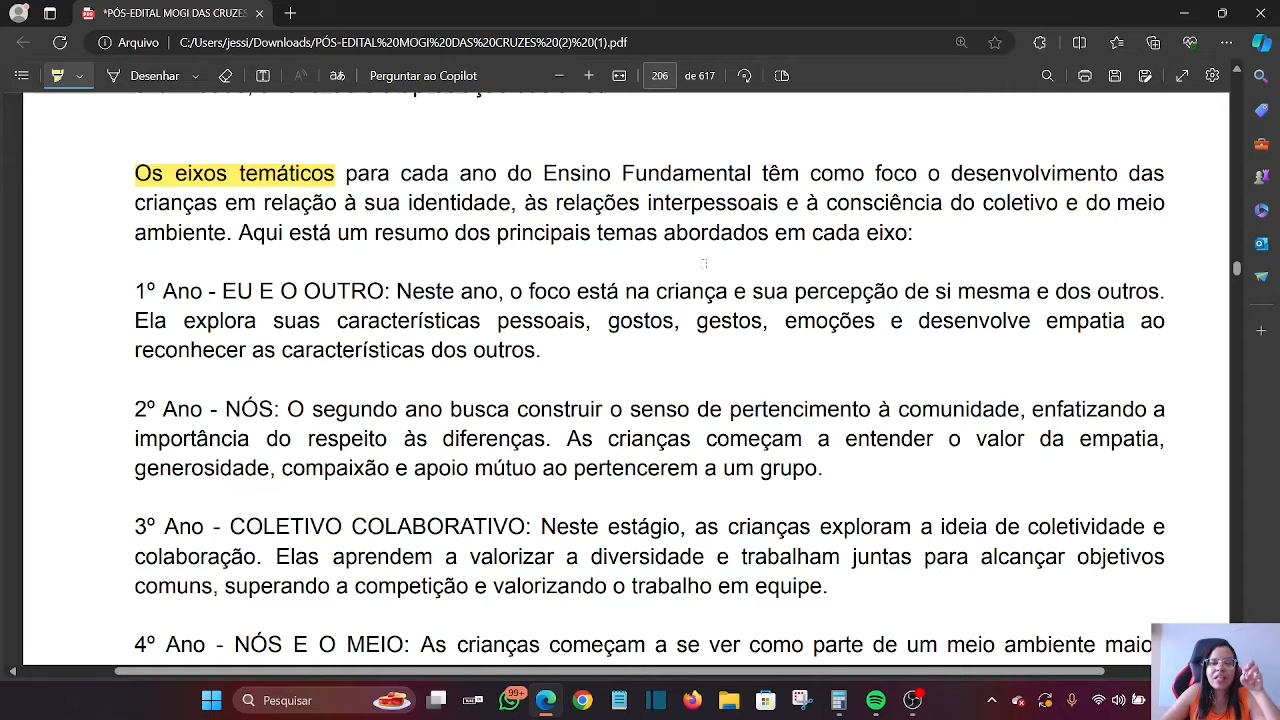 *PÓS-EDITAL MOGI DAS CRUZES
Arquivo C:/Users/jessi/Downloads/PÓS-EDITAL%20MOGI%20DAS%20CRUZES%20(2)%20(1).pdf
Desenhar Perguntar ao Copilot 206 de 617
Os eixos temáticos para cada ano do Ensino Fundamental têm como foco o desenvolvimento das
crianças em relação à sua identidade, às relações interpessoais e à consciência do coletivo e do meio
ambiente. Aqui está um resumo dos principais temas abordados em cada eixo:
1º Ano - EU E O OUTRO: Neste ano, o foco está na criança e sua percepção de si mesma e dos outros.
Ela explora suas características pessoais, gostos, gestos, emoções e desenvolve empatia ao
reconhecer as características dos outros.
2º Ano - NÓS: O segundo ano busca construir o senso de pertencimento à comunidade, enfatizando a
importância do respeito às diferenças. As crianças começam a entender o valor da empatia,
generosidade, compaixão e apoio mútuo ao pertencerem a um grupo.
3º Ano - COLETIVO COLABORATIVO: Neste estágio, as crianças exploram a ideia de coletividade e
colaboração. Elas aprendem a valorizar a diversidade e trabalham juntas para alcançar objetivos
comuns, superando a competição e valorizando o trabalho em equipe.
4º Ano - NÓS E O MEIO: As crianças começam a se ver como parte de um meio ambiente
Pesquisar 99+